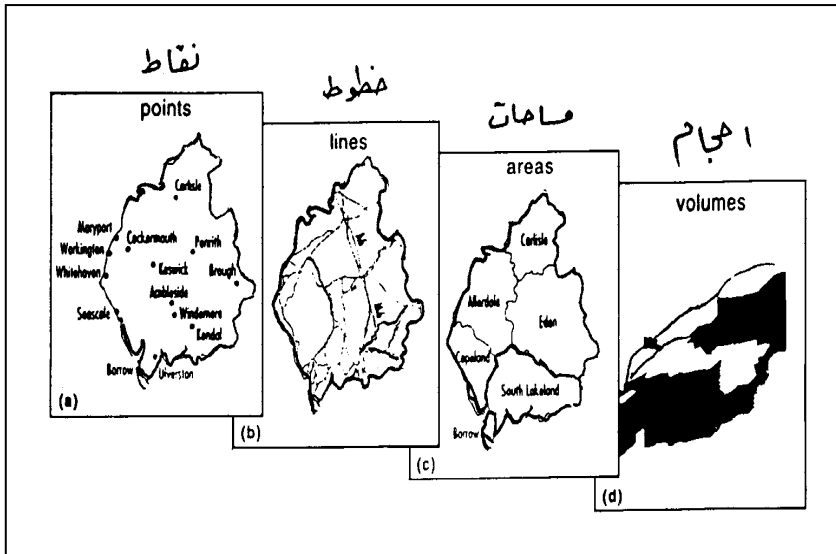 نقاط
points
Carlisle
Maryport
Cockermouth
Workington
Penrith
Whitehaven
Keswick
Brough
Ambleside
Seascale
Windermere
Kendal
Barrow
Ulverston
(a)
خطوط
lines
(b)
مساحات
areas
Carlisle
Allerdale
Eden
Copeland
South Lakeland
Barrow
(c)
احجام
volumes
(d)